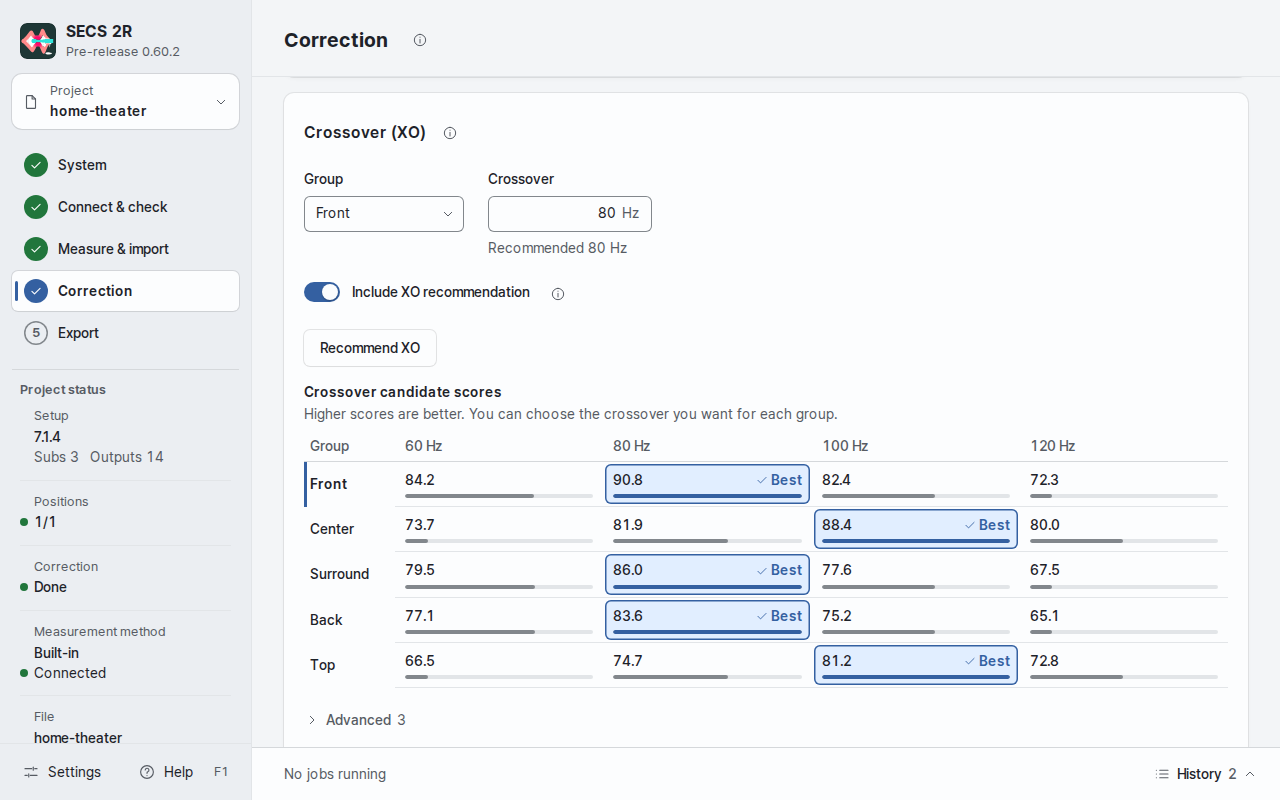 SECS 2R
Pre-release 0.60.2
Project
home-theater
System
Connect & check
Measure & import
Correction
5 Export
Project status
Setup
7.1.4
Subs 3 Outputs 14
Positions
1/1
Correction
Done
Measurement method
Built-in
Connected
File
home-theater
Settings Help F1
Correction
Crossover (XO)
Group Crossover
Front 80 Hz
Recommended 80 Hz
Include XO recommendation
Recommend XO
Crossover candidate scores
Higher scores are better. You can choose the crossover you want for each group.
Group 60 Hz 80 Hz 100 Hz 120 Hz
Front 84.2 90.8 Best 82.4 72.3
Center 73.7 81.9 88.4 Best 80.0
Surround 79.5 86.0 Best 77.6 67.5
Back 77.1 83.6 Best 75.2 65.1
Top 66.5 74.7 81.2 Best 72.8
Advanced 3
No jobs running History 2